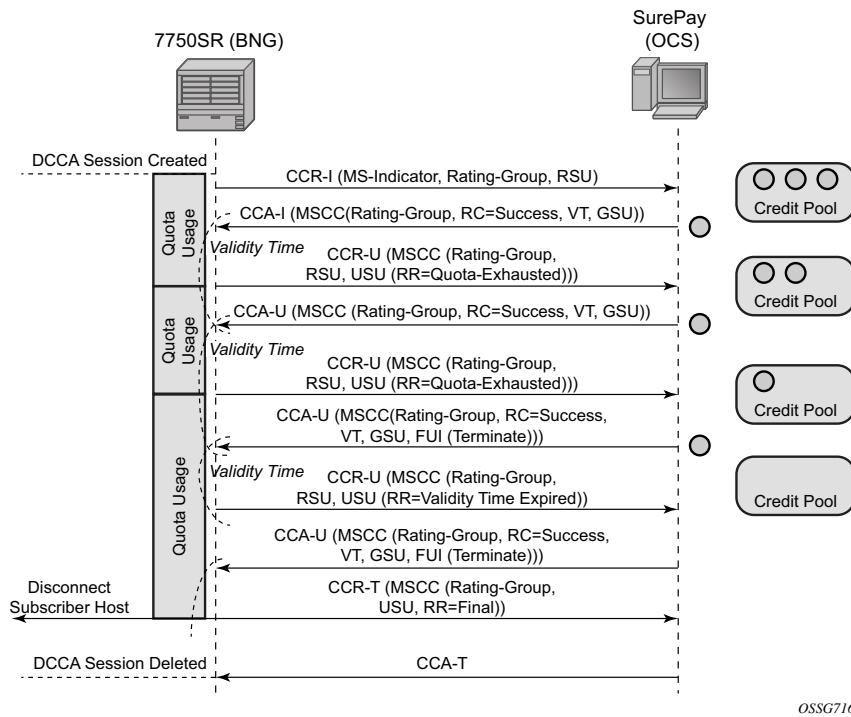 SurePay
(OCS)
7750SR (BNG)
DCCA Session Created
CCR-I (MS-Indicator, Rating-Group, RSU)
Credit Pool
CCA-I (MSCC(Rating-Group, RC=Success, VT, GSU))
Quota
Usage
Validity Time
CCR-U (MSCC (Rating-Group,
RSU, USU (RR=Quota-Exhausted)))
Credit Pool
CCA-U (MSCC (Rating-Group, RC=Success, VT, GSU))
Quota
Usage
Validity Time
CCR-U (MSCC (Rating-Group,
RSU, USU (RR=Quota-Exhausted)))
Credit Pool
CCA-U (MSCC(Rating-Group, RC=Success,
VT, GSU, FUI (Terminate)))
Quota Usage
Validity Time
CCR-U (MSCC (Rating-Group,
RSU, USU (RR=Validity Time Expired))
Credit Pool
CCA-U (MSCC (Rating-Group, RC=Success,
VT, GSU, FUI (Terminate)))
Disconnect
Subscriber Host
CCR-T (MSCC (Rating-Group,
USU, RR=Final))
DCCA Session Deleted
CCA-T
OSSG716